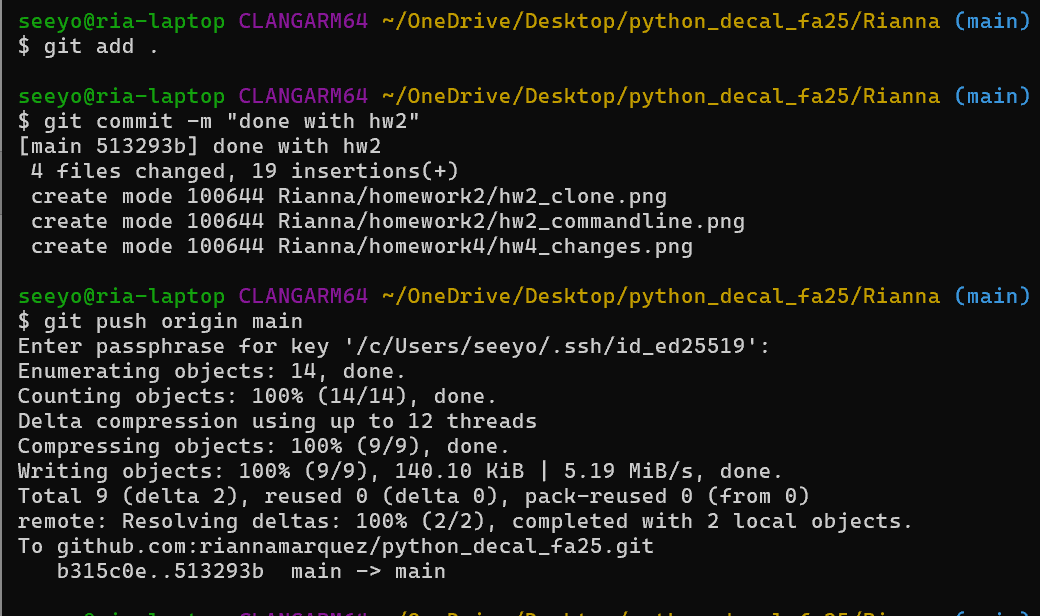 seeyo@ria-laptop CLANGARM64 ~/OneDrive/Desktop/python_decal_fa25/Rianna (main)
$ git add .
seeyo@ria-laptop CLANGARM64 ~/OneDrive/Desktop/python_decal_fa25/Rianna (main)
$ git commit -m "done with hw2"
[main 513293b] done with hw2
 4 files changed, 19 insertions(+)
 create mode 100644 Rianna/homework2/hw2_clone.png
 create mode 100644 Rianna/homework2/hw2_commandline.png
 create mode 100644 Rianna/homework4/hw4_changes.png
seeyo@ria-laptop CLANGARM64 ~/OneDrive/Desktop/python_decal_fa25/Rianna (main)
$ git push origin main
Enter passphrase for key '/c/Users/seeyo/.ssh/id_ed25519':
Enumerating objects: 14, done.
Counting objects: 100% (14/14), done.
Delta compression using up to 12 threads
Compressing objects: 100% (9/9), done.
Writing objects: 100% (9/9), 140.10 KiB | 5.19 MiB/s, done.
Total 9 (delta 2), reused 0 (delta 0), pack-reused 0 (from 0)
remote: Resolving deltas: 100% (2/2), completed with 2 local objects.
To github.com:riannamarquez/python_decal_fa25.git
   b315c0e..513293b  main -> main